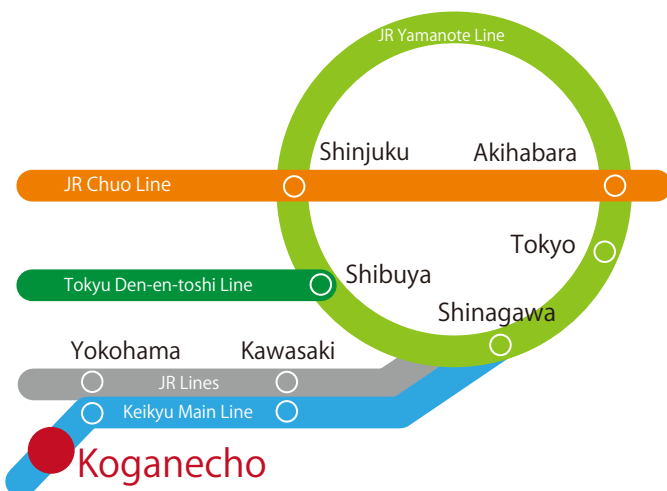 JR Yamanote Line
Shinjuku
Akihabara
JR Chuo Line
Tokyo
Shibuya
Tokyu Den-en-toshi Line
Shinagawa
Yokohama
Kawasaki
JR Lines
Keikyu Main Line
Koganecho